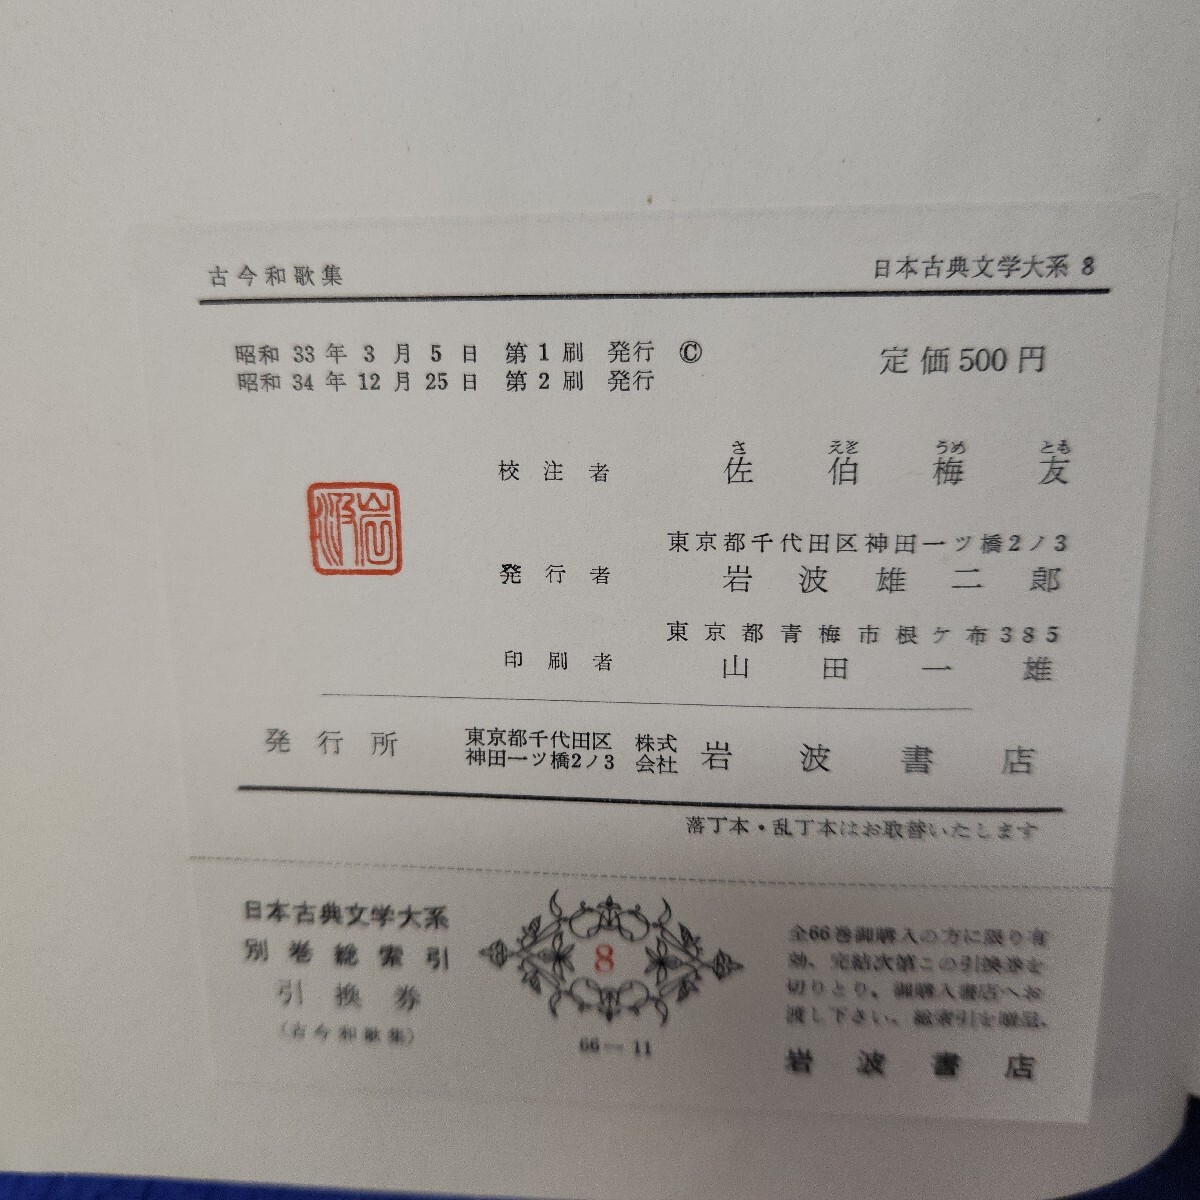 古今和歌集
日本古典文学大系 8
昭和 33 年 3 月 5 日 第 1 刷 発行 ©
昭和 34 年 12 月 25 日 第 2 刷 発行
定価 500 円
校注者
さ えき うめ とも
佐伯梅友
岩波
東京都千代田区神田一ツ橋2ノ3
発行者 岩波雄二郎
東京都青梅市根ケ布385
印刷者 山田一雄
発行所
東京都千代田区
神田一ツ橋2ノ3
株式
会社
岩波書店
落丁本・乱丁本はお取替いたします
日本古典文学大系
別巻総索引
引換券
(古今和歌集)
8
66―11
全66巻御購入の方に限り有
効、完結次第この引換券を
切りとり、御購入書店へお
渡し下さい。総索引を贈呈、
岩波書店